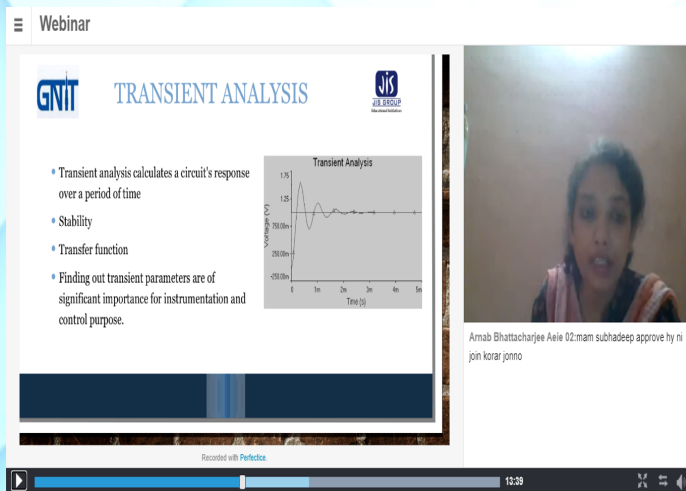 Webinar
GNIT
TRANSIENT ANALYSIS
JIS
JIS GROUP
Educational Initiatives
• Transient analysis calculates a circuit's response
over a period of time
• Stability
• Transfer function
• Finding out transient parameters are of
significant importance for instrumentation and
control purpose.
Transient Analysis
Voltage (V)
1.75
1.25
750.00m
250.00m
-250.00m
0 1m 2m 3m 4m 5m
Time (s)
Arnab Bhattacharjee Aeie 02:mam subhadeep approve hy ni
join korar jonno
Recorded with Perfectice.
13:39